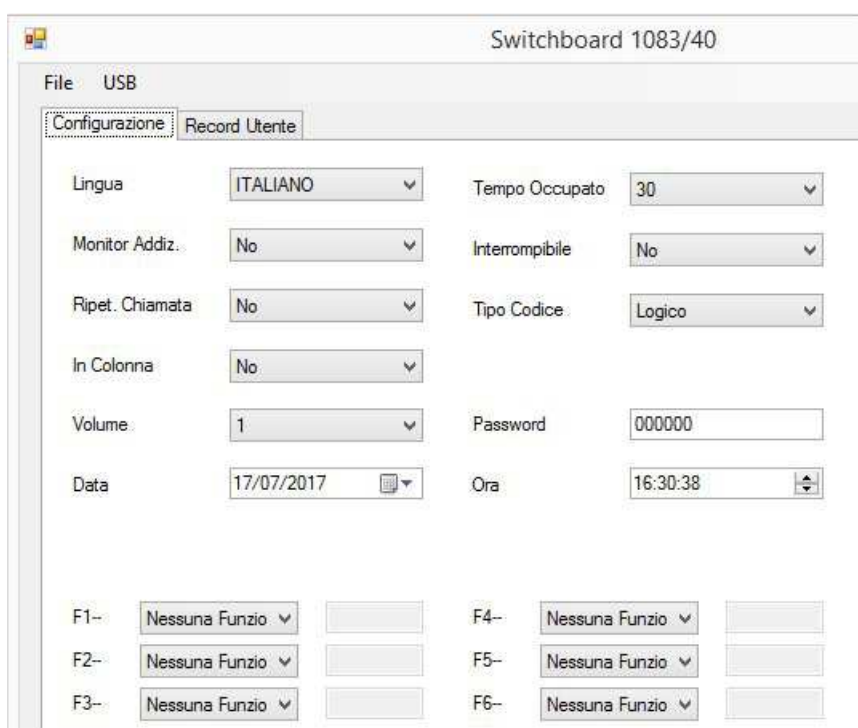 Switchboard 1083/40
File USB
Configurazione Record Utente
Lingua ITALIANO Tempo Occupato 30
Monitor Addiz. No Interrompibile No
Ripet. Chiamata No Tipo Codice Logico
In Colonna No
Volume 1 Password 000000
Data 17/07/2017 Ora 16:30:38
F1-- Nessuna Funzio F4-- Nessuna Funzio
F2-- Nessuna Funzio F5-- Nessuna Funzio
F3-- Nessuna Funzio F6-- Nessuna Funzio